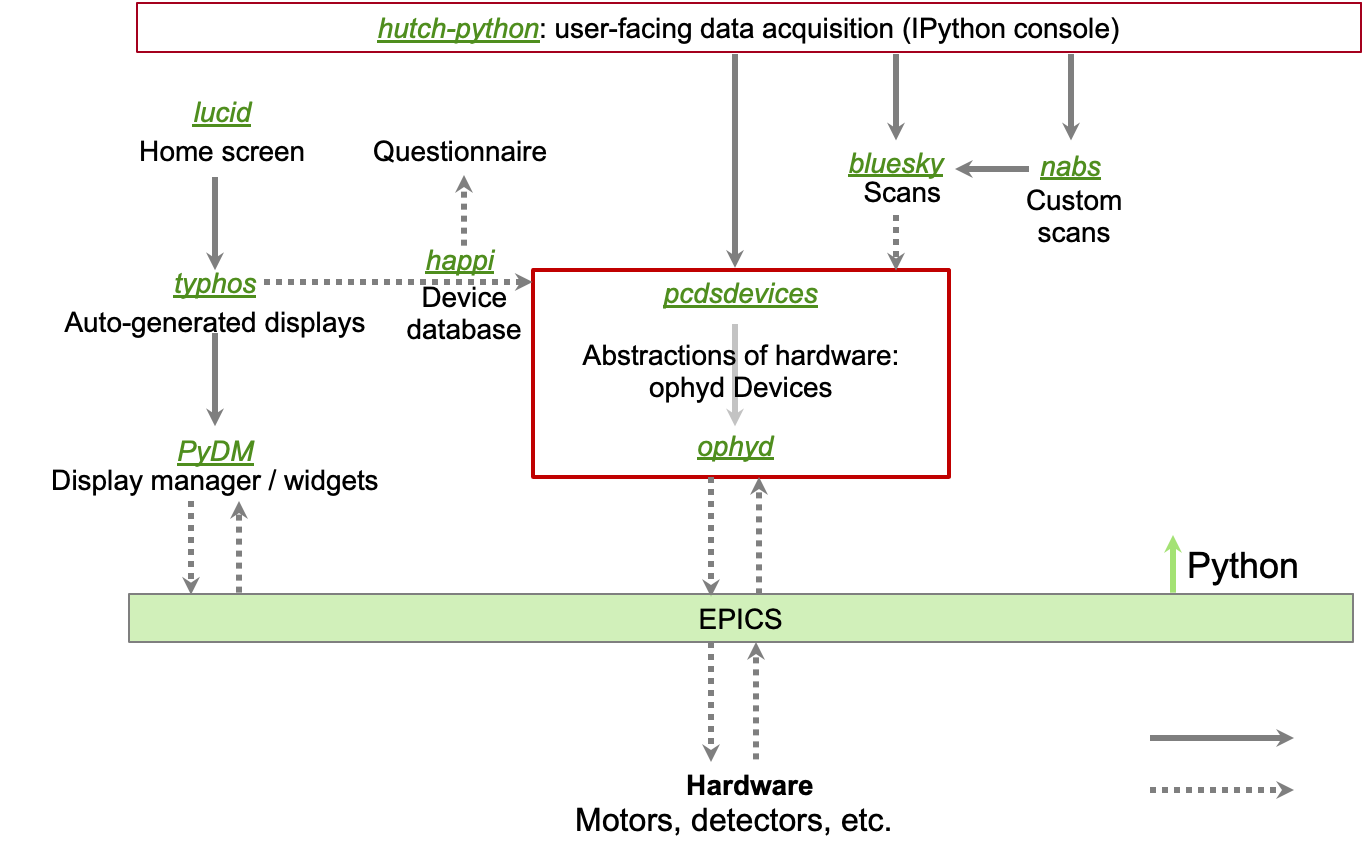 hutch-python: user-facing data acquisition (IPython console)
lucid
Home screen
Questionnaire
bluesky
Scans
nabs
Custom
scans
happi
typhos
Device
database
Auto-generated displays
pcdsdevices
Abstractions of hardware:
ophyd Devices
ophyd
PyDM
Display manager / widgets
Python
EPICS
Hardware
Motors, detectors, etc.